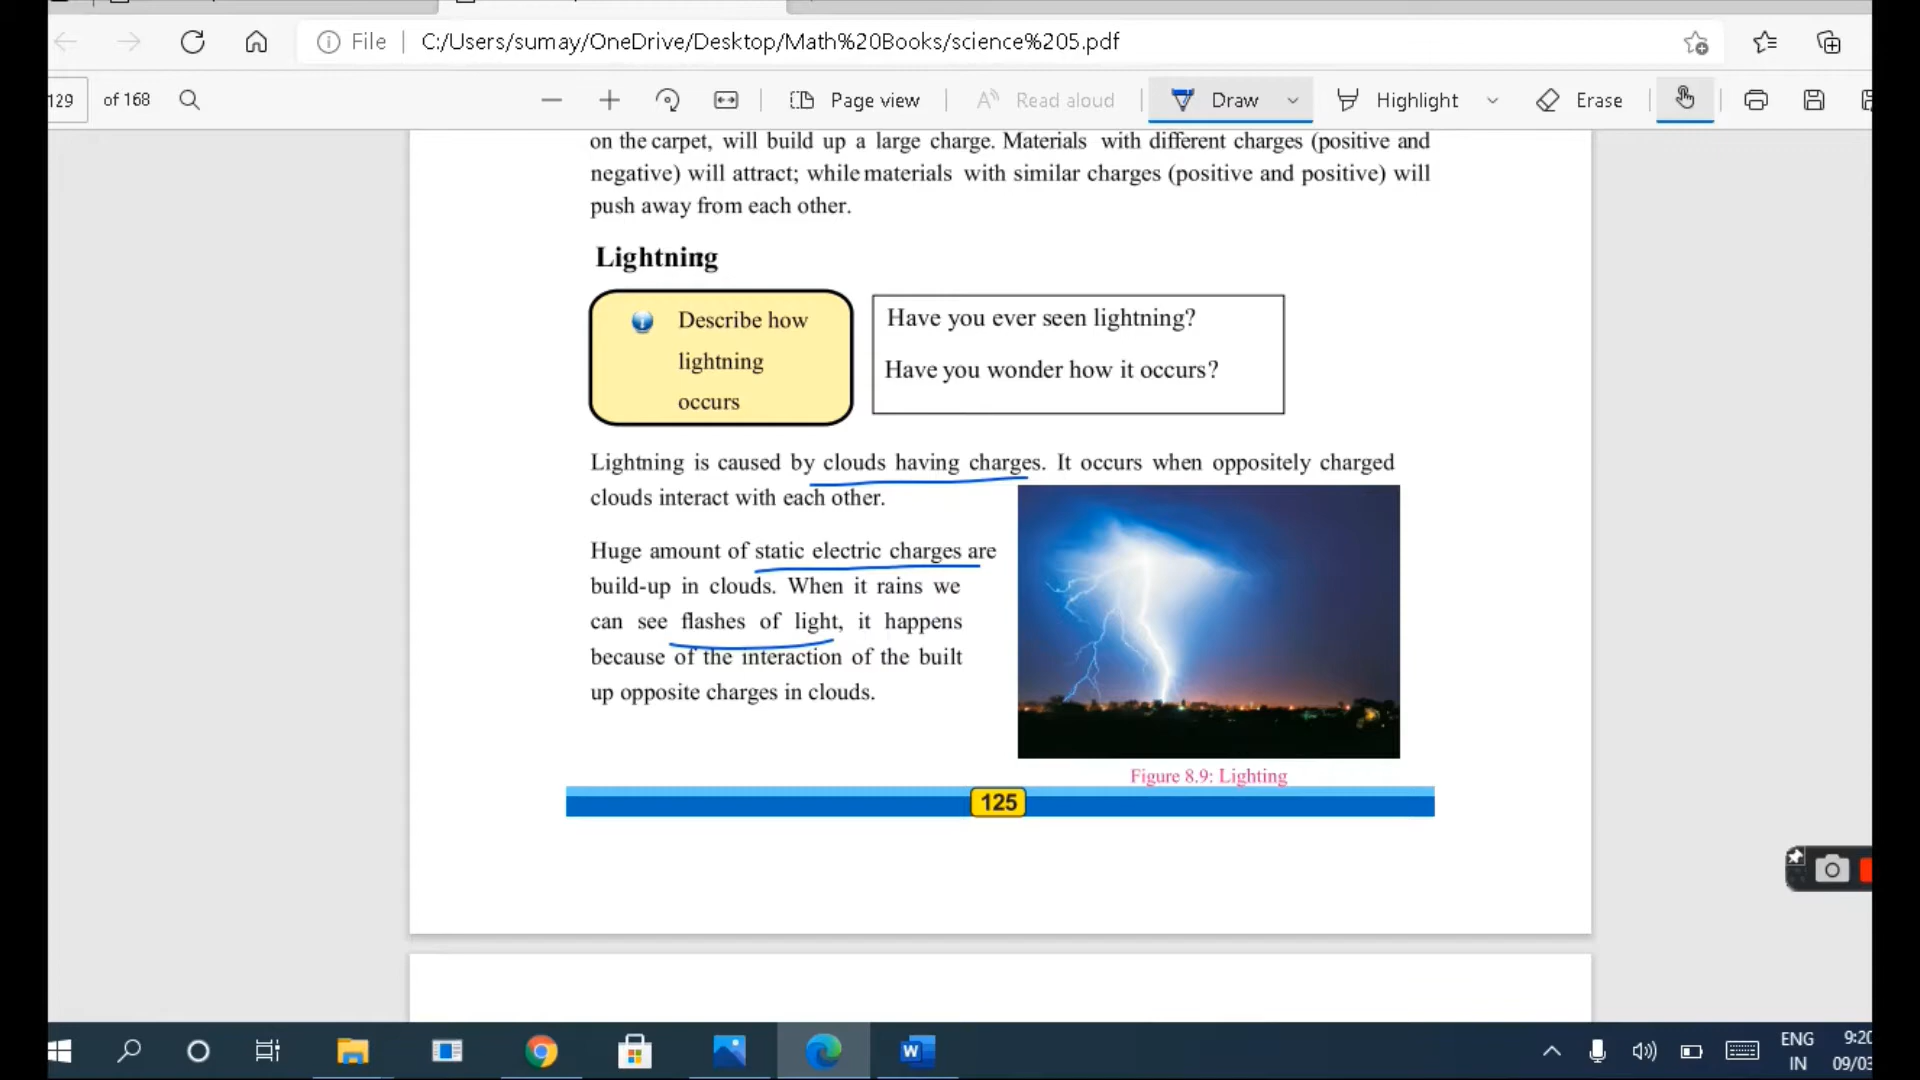 File
C:/Users/sumay/OneDrive/Desktop/Math%20Books/science%205.pdf
129 of 168
Page view
Read aloud
Draw
Highlight
Erase
on the carpet, will build up a large charge. Materials with different charges (positive and
negative) will attract; while materials with similar charges (positive and positive) will
push away from each other.
Lightning
Describe how
lightning
occurs
Have you ever seen lightning?
Have you wonder how it occurs?
Lightning is caused by clouds having charges. It occurs when oppositely charged
clouds interact with each other.
Huge amount of static electric charges are
build-up in clouds. When it rains we
can see flashes of light, it happens
because of the interaction of the built
up opposite charges in clouds.
Figure 8.9: Lighting
125
ENG
IN
9:20
09/03